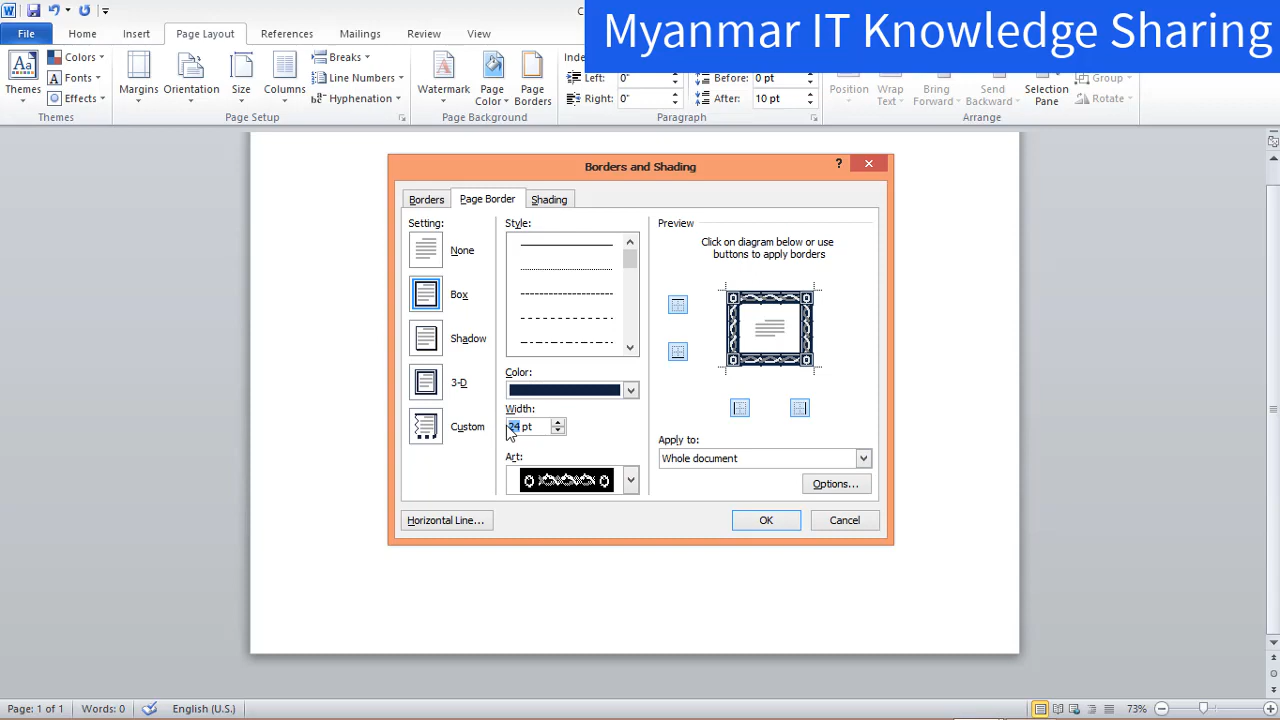 Myanmar IT Knowledge Sharing
File Home Insert Page Layout References Mailings Review View
Themes
Colors
Fonts
Effects
Margins
Orientation
Size
Columns
Breaks
Line Numbers
Hyphenation
Watermark
Page Color
Page Borders
Left: 0"
Right: 0"
Before: 0 pt
After: 10 pt
Position
Wrap Text
Bring Forward
Send Backward
Selection Pane
Group
Rotate
Themes Page Setup Page Background Paragraph Arrange
Borders and Shading
Borders Page Border Shading
Setting:
None
Box
Shadow
3-D
Custom
Style:
Color:
Width:
24 pt
Art:
Preview
Click on diagram below or use
buttons to apply borders
Apply to:
Whole document
Options...
Horizontal Line...
OK
Cancel
Page: 1 of 1 Words: 0 English (U.S.) 73%